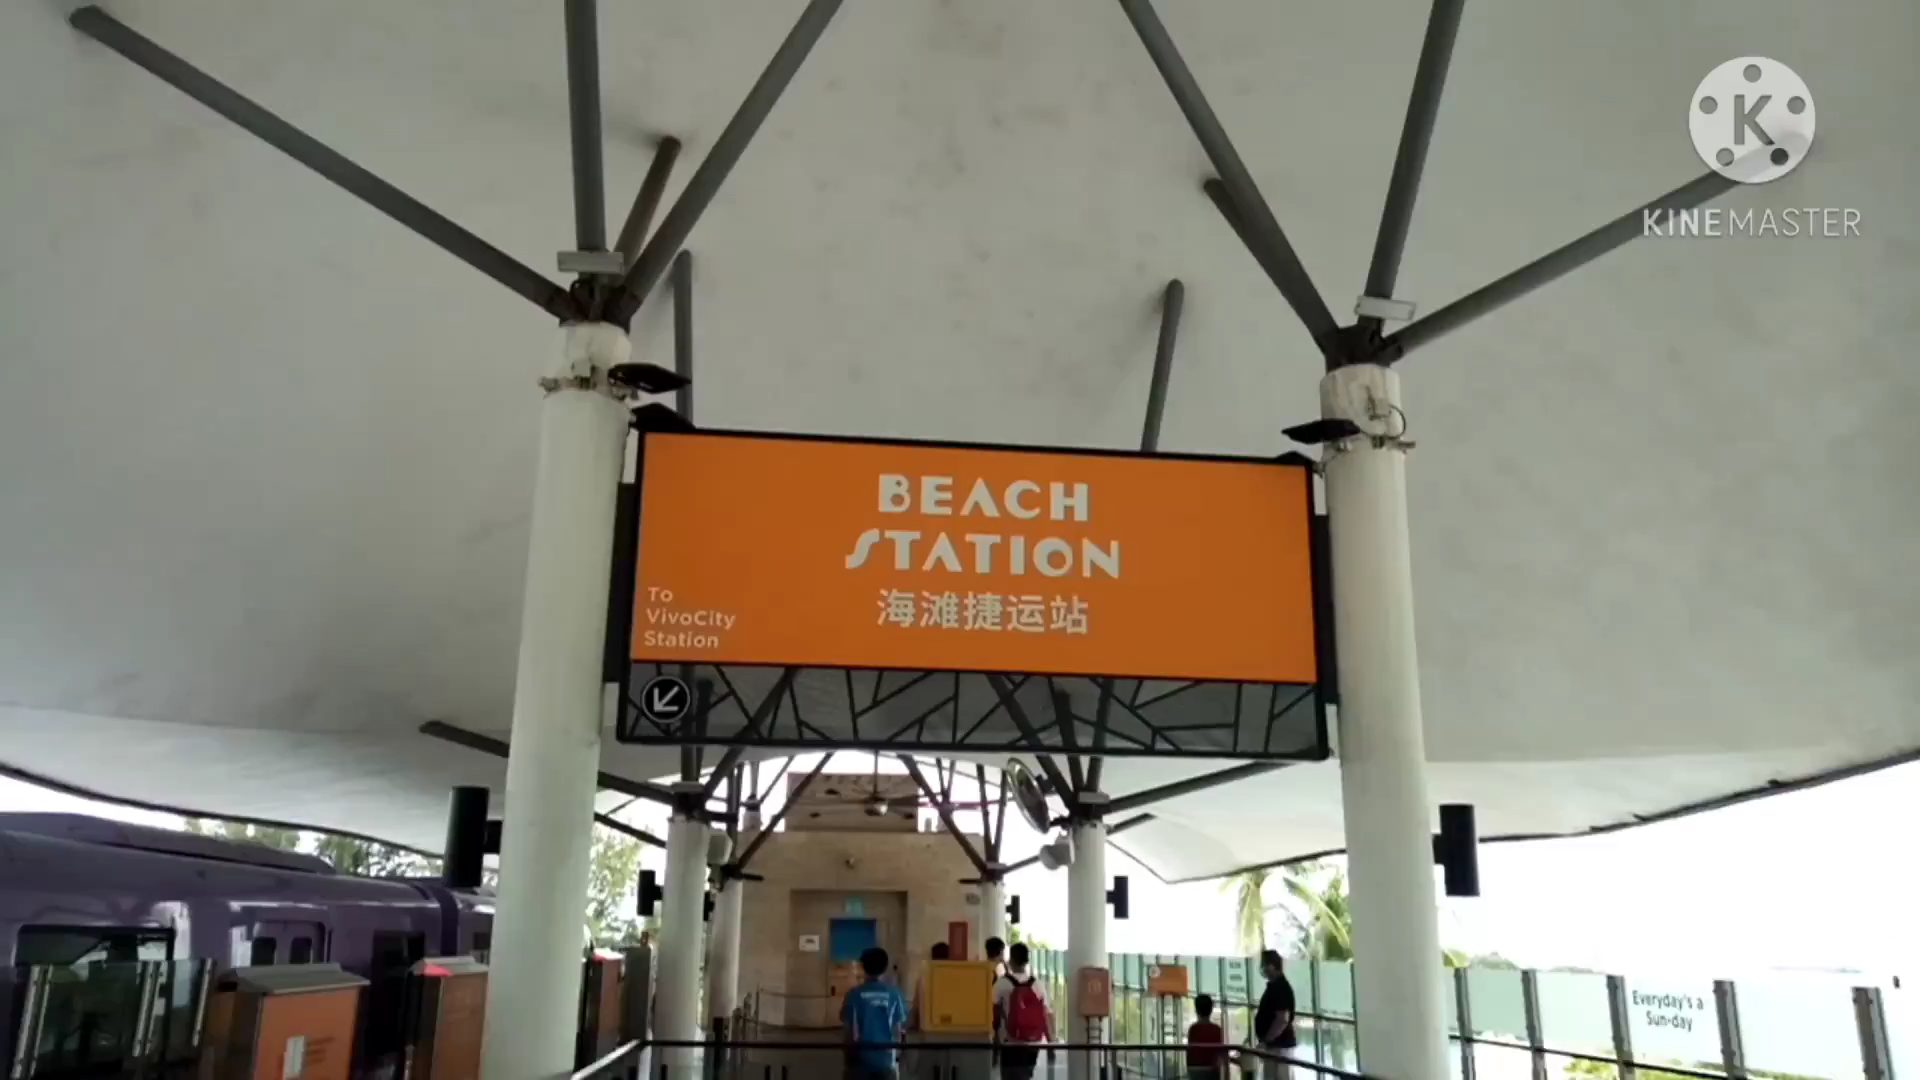 K
KINEMASTER
BEACH
STATION
海滩捷运站
To
VivoCity
Station
Everyday's a
Sun-day